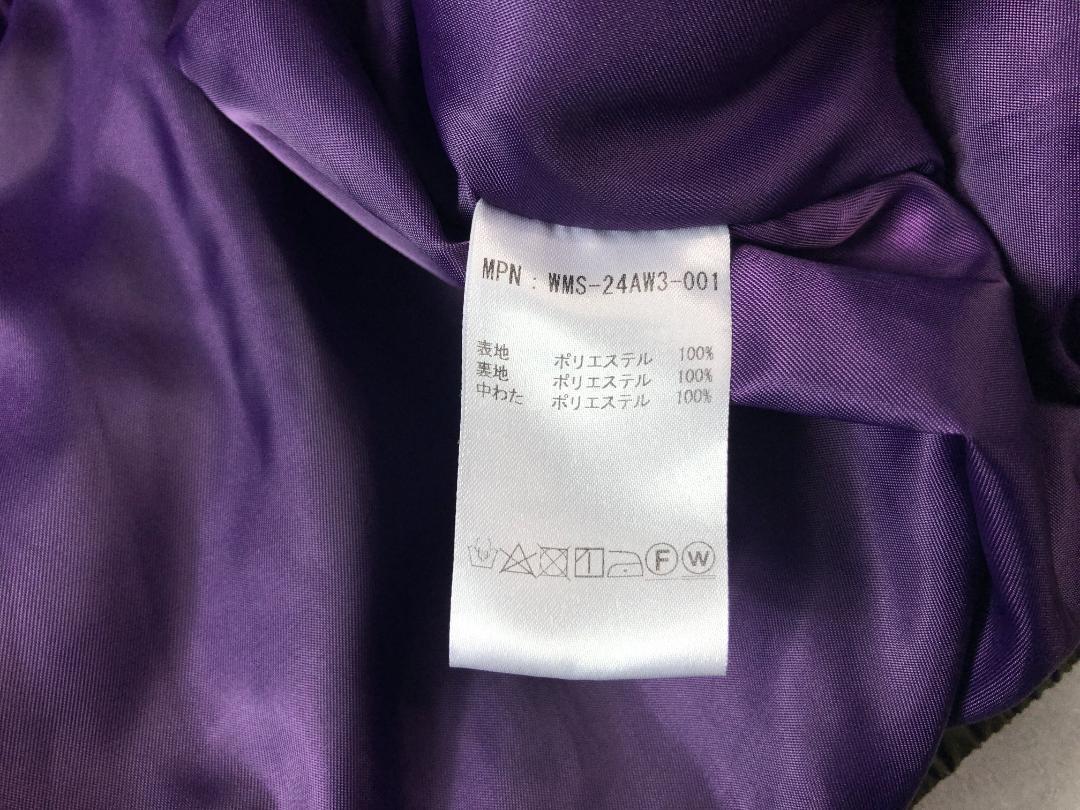 MPN : WMS-24AW3-001
表地 ポリエステル 100%
裏地 ポリエステル 100%
中わた ポリエステル 100%
F W